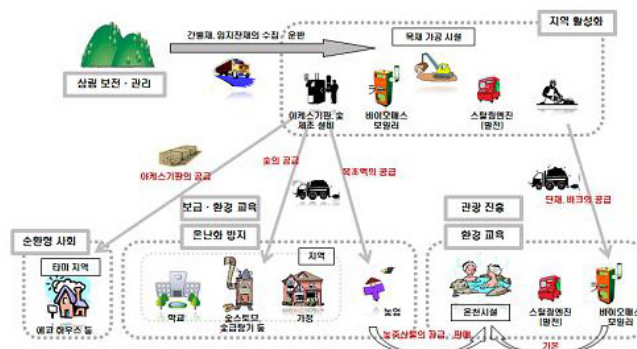 지역 활성화
간벌재, 임지잔재의 수집·운반
목재 가공 시설
삼림 보전·관리
아케스기판, 숯
제조 설비
바이오매스
보일러
스털링엔진
(발전)
아케스기판의 공급
숯의 공급
목초액의 공급
단재, 바크의 공급
보급·환경 교육
관광 진흥
순환형 사회
온난화 방지
환경 교육
타마 지역
지역
에코 하우스 등
학교
숯스토브,
숯급탕기 등
가정
농업
온천시설
스털링엔진
(발전)
바이오매스
보일러
농축산물의 공급, 판매
가온